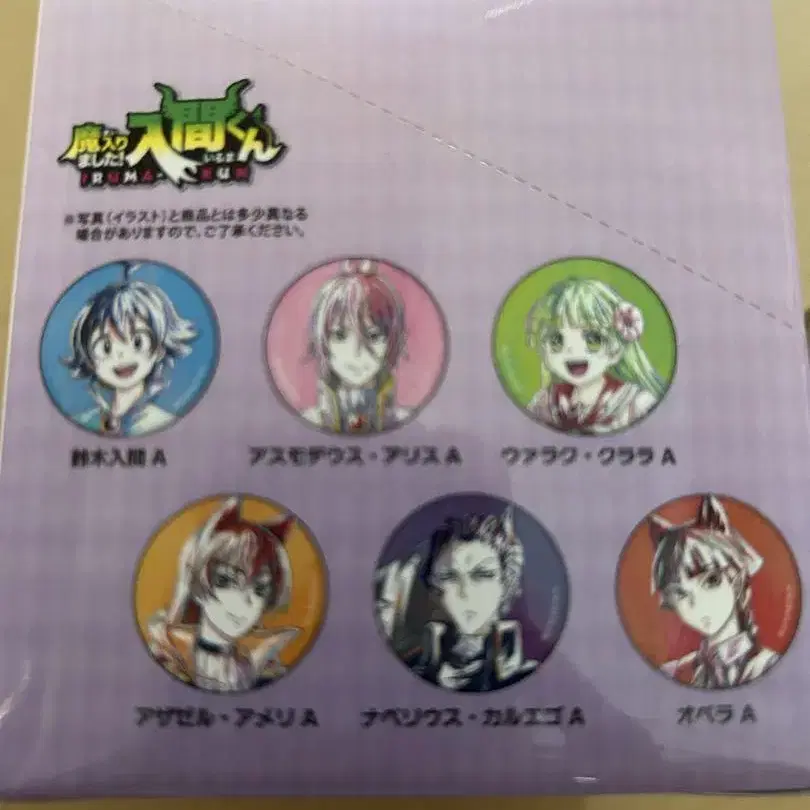 魔入りました!入間くん
いるま
IRUMA-KUN
※写真(イラスト)と商品とは多少異なる
場合がありますので、ご了承ください。
鈴木入間 A
アスモデウス・アリス A
ウァラク・クララ A
アザゼル・アメリ A
ナベリウス・カルエゴ A
オペラ A